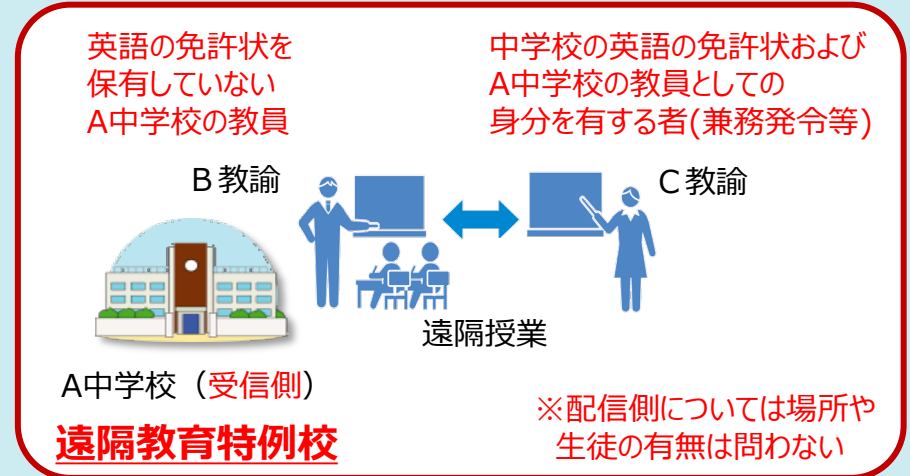 英語の免許状を
保有していない
A中学校の教員
中学校の英語の免許状および
A中学校の教員としての
身分を有する者(兼務発令等)
B教諭
C教諭
遠隔授業
A中学校（受信側）
遠隔教育特例校
※配信側については場所や
生徒の有無は問わない